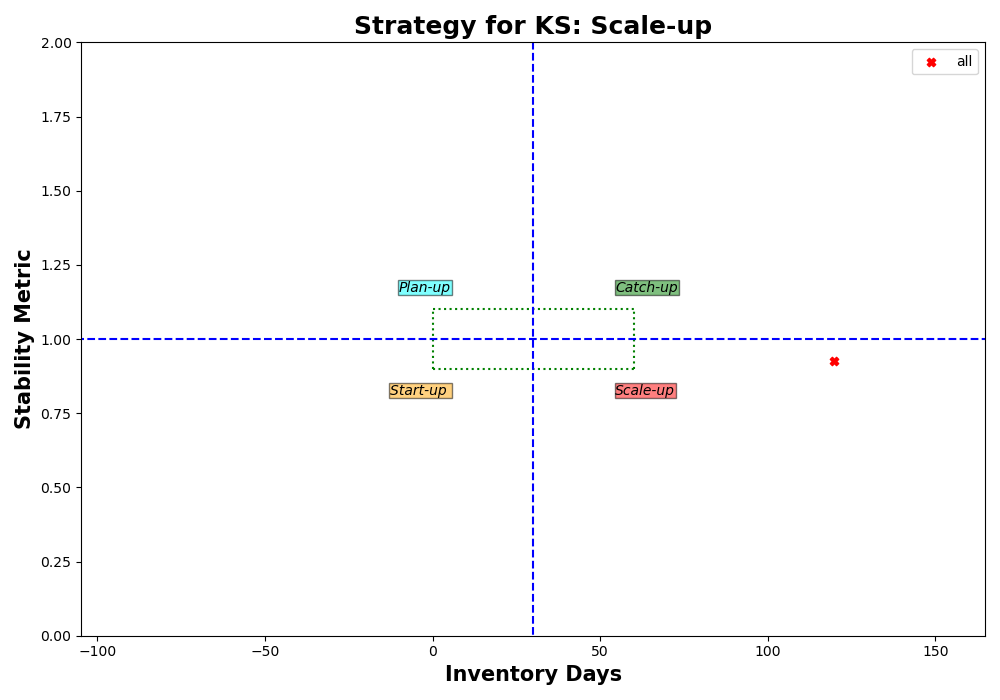 Strategy for KS: Scale-up
all
Stability Metric
2.00
1.75
1.50
1.25
1.00
0.75
0.50
0.25
0.00
Plan-up
Catch-up
Start-up
Scale-up
−100
−50
0
50
100
150
Inventory Days